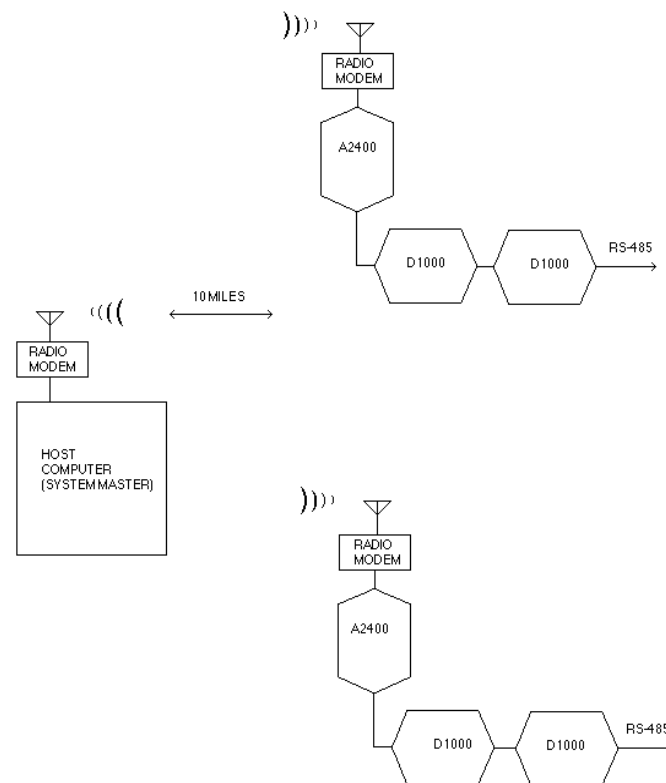 RADIO
MODEM
A2400
D1000
D1000
RS-485
10 MILES
RADIO
MODEM
HOST
COMPUTER
(SYSTEM MASTER)
RADIO
MODEM
A2400
D1000
D1000
RS-485